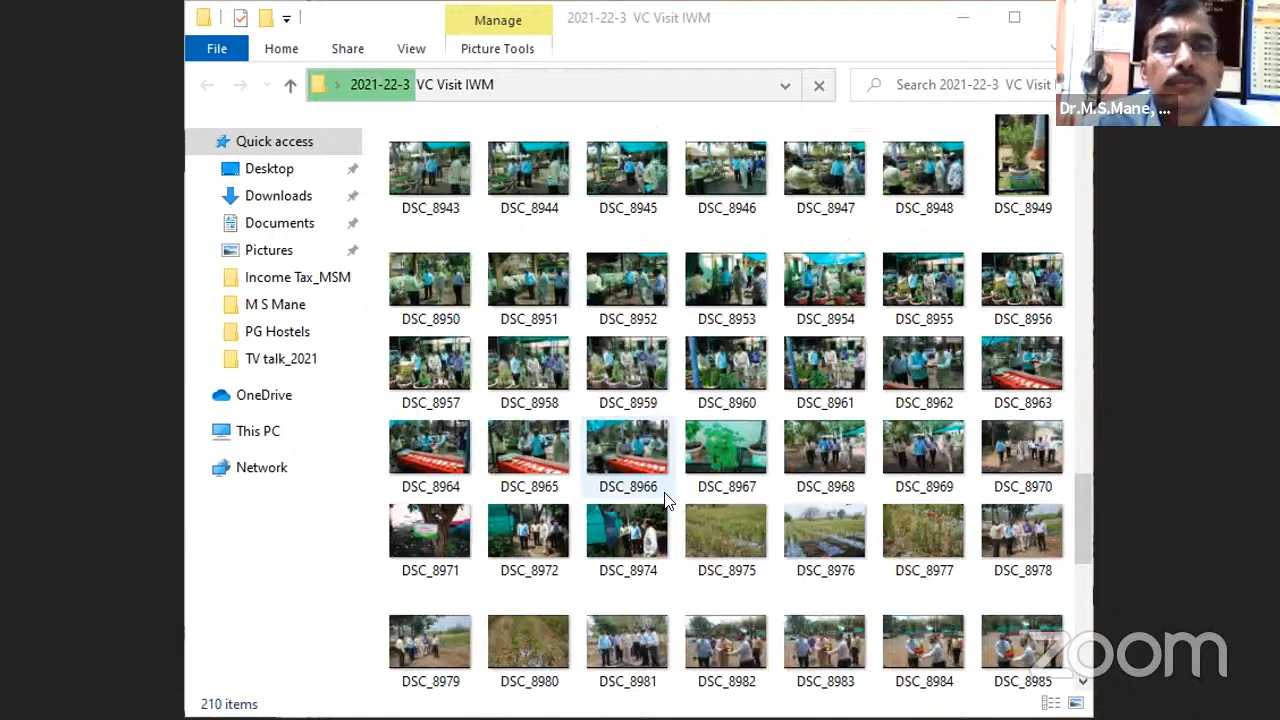 Manage
2021-22-3 VC Visit IWM
File
Home
Share
View
Picture Tools
2021-22-3 VC Visit IWM
Search 2021-22-3 VC Visit I
Dr.M.S.Mane, ...
Quick access
Desktop
Downloads
Documents
Pictures
Income Tax_MSM
M S Mane
PG Hostels
TV talk_2021
OneDrive
This PC
Network
DSC_8943 DSC_8944 DSC_8945 DSC_8946 DSC_8947 DSC_8948 DSC_8949
DSC_8950 DSC_8951 DSC_8952 DSC_8953 DSC_8954 DSC_8955 DSC_8956
DSC_8957 DSC_8958 DSC_8959 DSC_8960 DSC_8961 DSC_8962 DSC_8963
DSC_8964 DSC_8965 DSC_8966 DSC_8967 DSC_8968 DSC_8969 DSC_8970
DSC_8971 DSC_8972 DSC_8974 DSC_8975 DSC_8976 DSC_8977 DSC_8978
DSC_8979 DSC_8980 DSC_8981 DSC_8982 DSC_8983 DSC_8984 DSC_8985
210 items
zoom